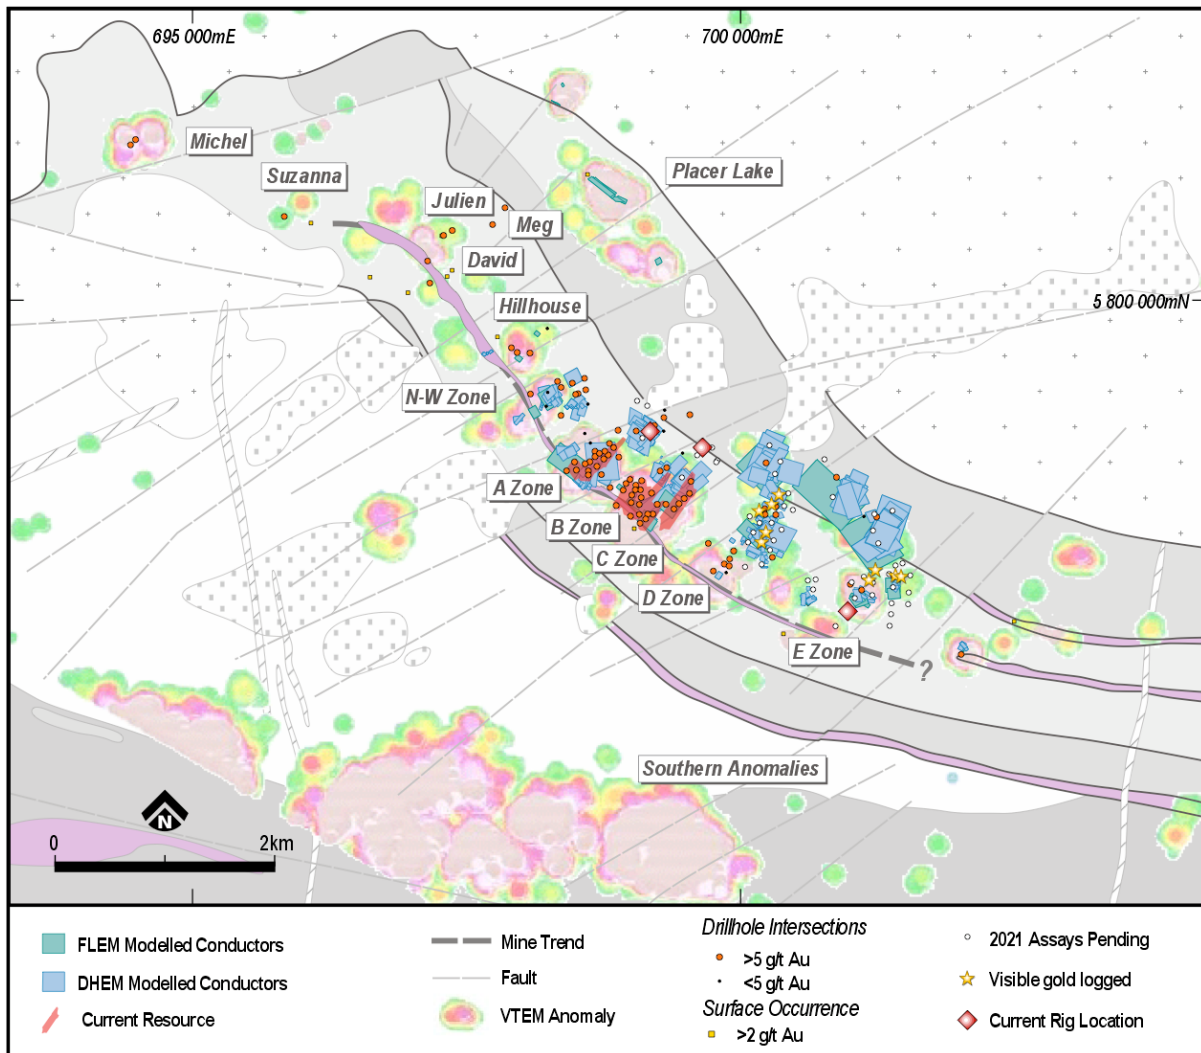 695 000mE
700 000mE
Michel
Suzanna
Placer Lake
Julien
Meg
David
5 800 000mN
Hillhouse
N-W Zone
A Zone
B Zone
C Zone
D Zone
E Zone
?
Southern Anomalies
N
0
2km
FLEM Modelled Conductors
DHEM Modelled Conductors
Current Resource
Mine Trend
Fault
VTEM Anomaly
Drillhole Intersections
>5 g/t Au
<5 g/t Au
Surface Occurrence
>2 g/t Au
2021 Assays Pending
Visible gold logged
Current Rig Location